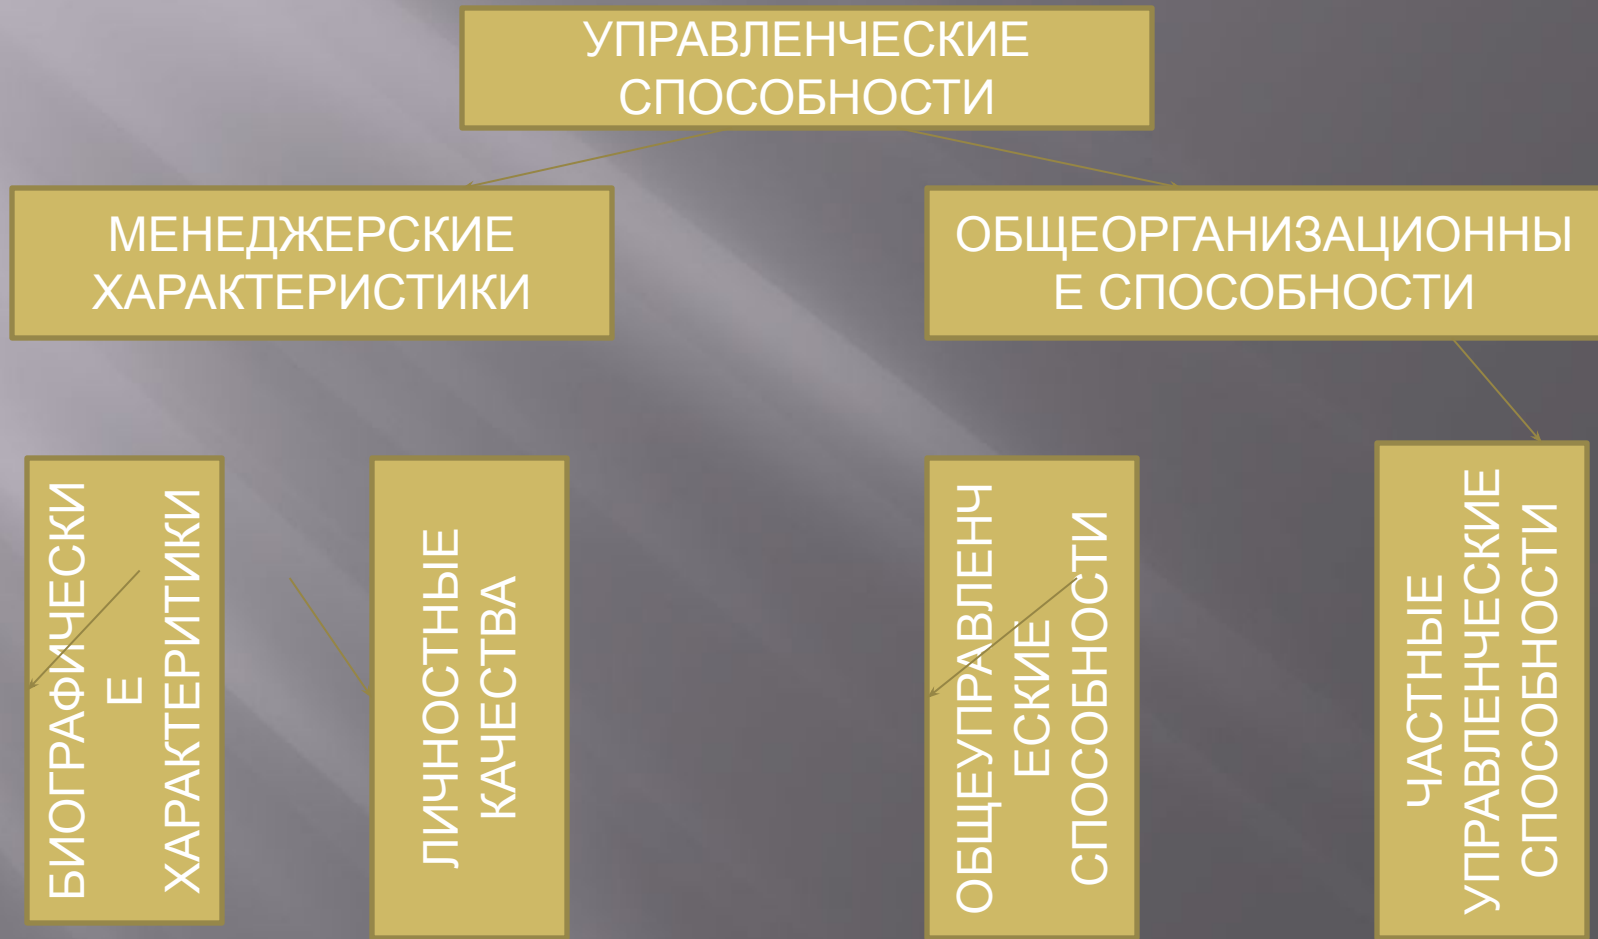 УПРАВЛЕНЧЕСКИЕ
СПОСОБНОСТИ
МЕНЕДЖЕРСКИЕ
ХАРАКТЕРИСТИКИ
ОБЩЕОРГАНИЗАЦИОННЫ
Е СПОСОБНОСТИ
БИОГРАФИЧЕСКИ
Е
ХАРАКТЕРИТИКИ
ЛИЧНОСТНЫЕ
КАЧЕСТВА
ОБЩЕУПРАВЛЕНЧ
ЕСКИЕ
СПОСОБНОСТИ
ЧАСТНЫЕ
УПРАВЛЕНЧЕСКИЕ
СПОСОБНОСТИ